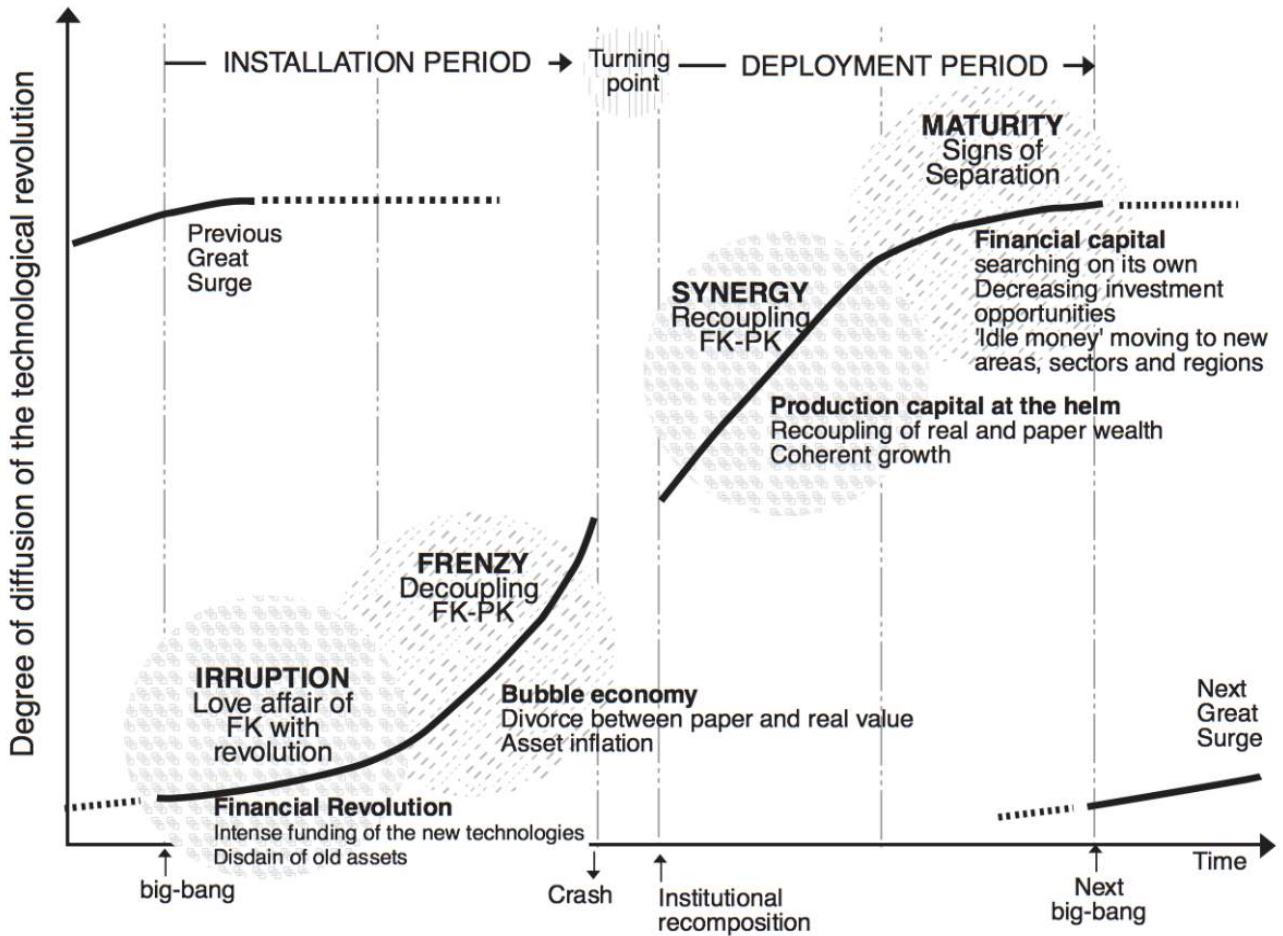 Degree of diffusion of the technological revolution
INSTALLATION PERIOD
Turning
point
DEPLOYMENT PERIOD
Previous
Great
Surge
MATURITY
Signs of
Separation
Financial capital
searching on its own
Decreasing investment
opportunities
'Idle money' moving to new
areas, sectors and regions
SYNERGY
Recoupling
FK-PK
Production capital at the helm
Recoupling of real and paper wealth
Coherent growth
FRENZY
Decoupling
FK-PK
Bubble economy
Divorce between paper and real value
Asset inflation
IRRUPTION
Love affair of
FK with
revolution
Financial Revolution
Intense funding of the new technologies
Disdain of old assets
Next
Great
Surge
Time
big-bang
Crash
Institutional
recomposition
Next
big-bang